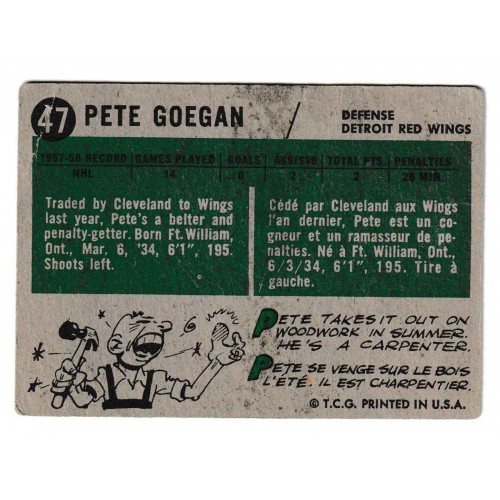 47 PETE GOEGAN
DEFENSE
DETROIT RED WINGS
1957-58 RECORD GAMES PLAYED GOALS ASSISTS TOTAL PTS. PENALTIES
NHL 14 0 2 2 28 MIN.
Traded by Cleveland to Wings
last year, Pete's a belter and
penalty-getter. Born Ft. William,
Ont., Mar. 6, '34, 6'1", 195.
Shoots left.
Cédé par Cleveland aux Wings
l'an dernier, Pete est un co-
gneur et un ramasseur de pe-
nalties. Né à Ft. William, Ont.,
6/3/34, 6'1", 195. Tire à
gauche.
PETE TAKES IT OUT ON
WOODWORK IN SUMMER.
HE'S A CARPENTER.
PETE SE VENGE SUR LE BOIS
L'ÉTÉ. IL EST CHARPENTIER.
© T.C.G. PRINTED IN U.S.A.